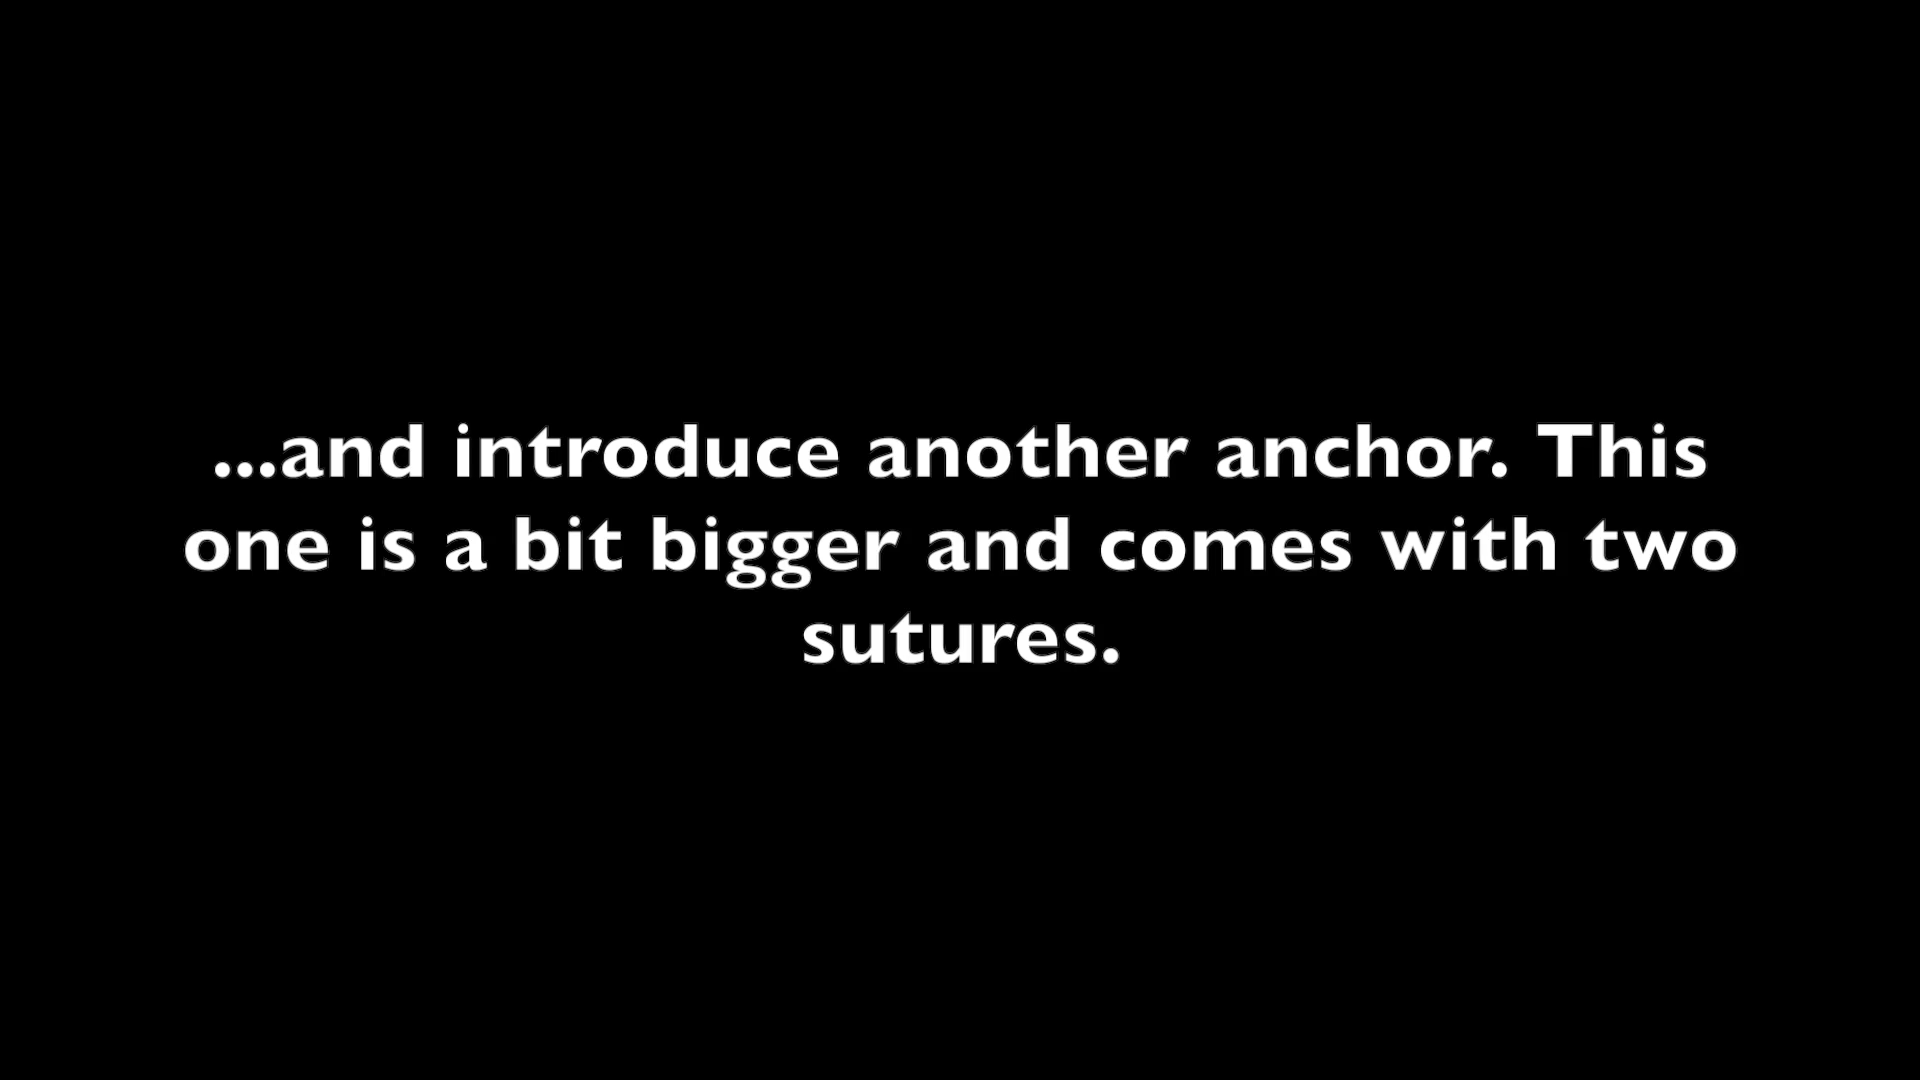 ...and introduce another anchor. This
one is a bit bigger and comes with two
sutures.